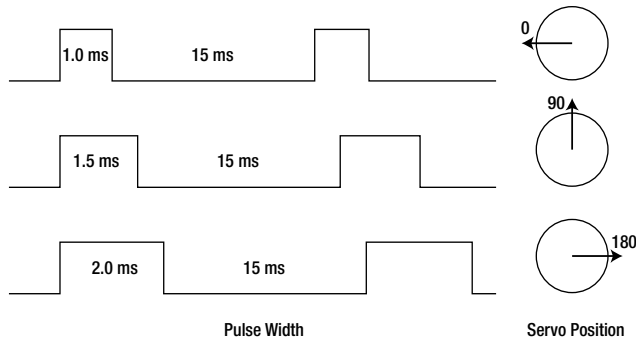 1.0 ms 15 ms 0
90
1.5 ms 15 ms
2.0 ms 15 ms 180
Pulse Width Servo Position